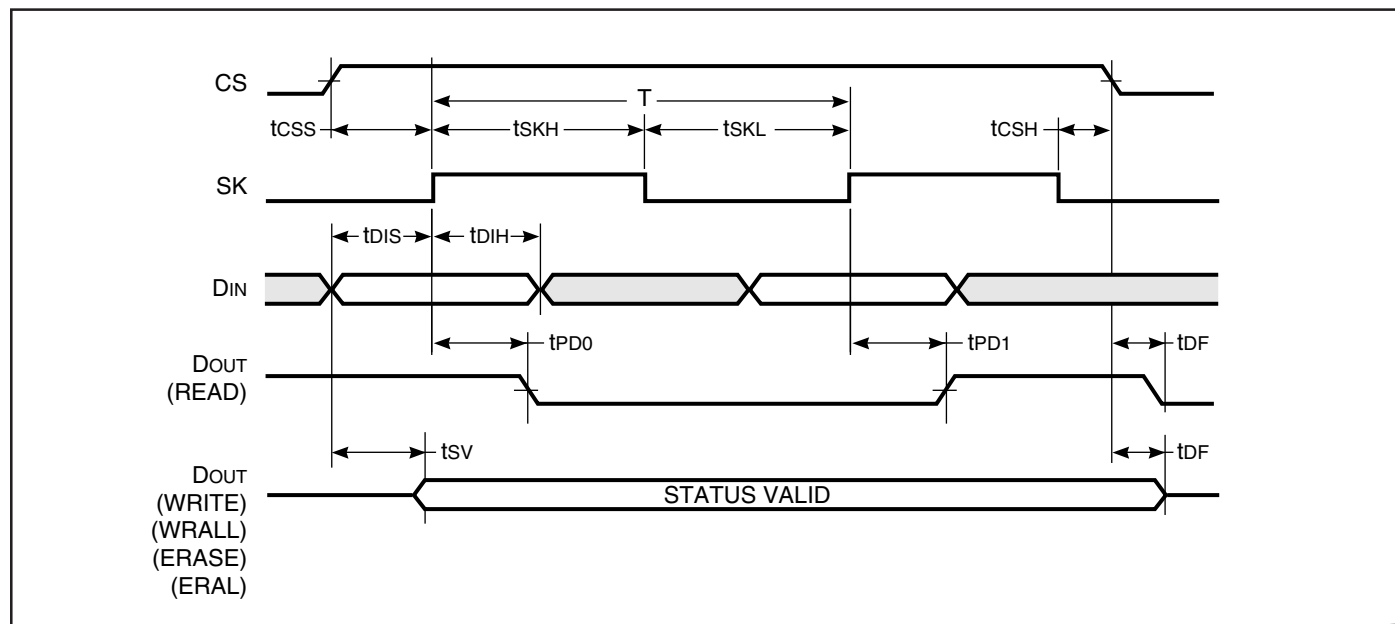 CS
T
tCSS
tSKH
tSKL
tCSH
SK
tDIS
tDIH
DIN
tPD0
tPD1
tDF
DOUT
(READ)
tSV
tDF
DOUT
(WRITE)
(WRALL)
(ERASE)
(ERAL)
STATUS VALID